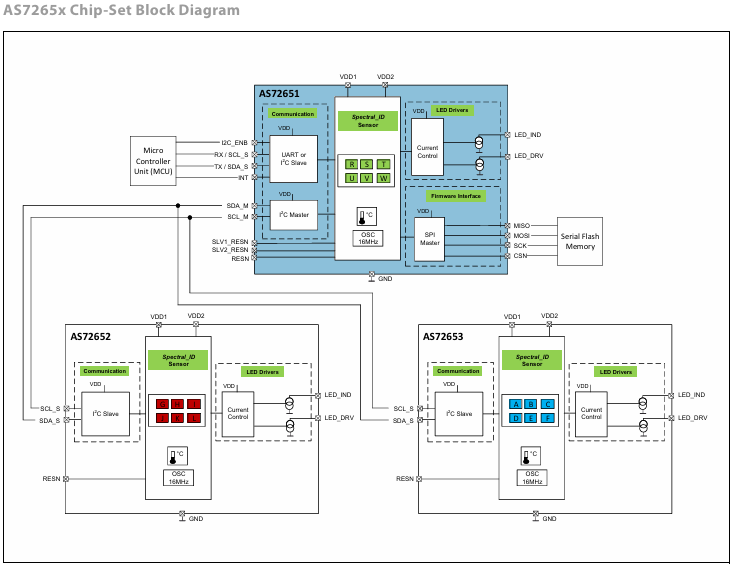 AS7265x Chip-Set Block Diagram
VDD1 VDD2
AS72651
Communication
VDD
UART or
I²C Slave
VDD
I²C Master
Spectral_ID
Sensor
R S T
U V W
°C
OSC
16MHz
LED Drivers
VDD
Current
Control
LED_IND
LED_DRV
Firmware Interface
VDD
SPI
Master
MISO
MOSI
SCK
CSN
Serial Flash
Memory
Micro
Controller
Unit (MCU)
I2C_ENB
RX / SCL_S
TX / SDA_S
INT
SDA_M
SCL_M
SLV1_RESN
SLV2_RESN
RESN
GND
VDD1 VDD2
AS72652
Communication
VDD
I²C Slave
SCL_S
SDA_S
RESN
Spectral_ID
Sensor
G H I
J K L
°C
OSC
16MHz
LED Drivers
VDD
Current
Control
LED_IND
LED_DRV
GND
VDD1 VDD2
AS72653
Communication
VDD
I²C Slave
SCL_S
SDA_S
RESN
Spectral_ID
Sensor
A B C
D E F
°C
OSC
16MHz
LED Drivers
VDD
Current
Control
LED_IND
LED_DRV
GND